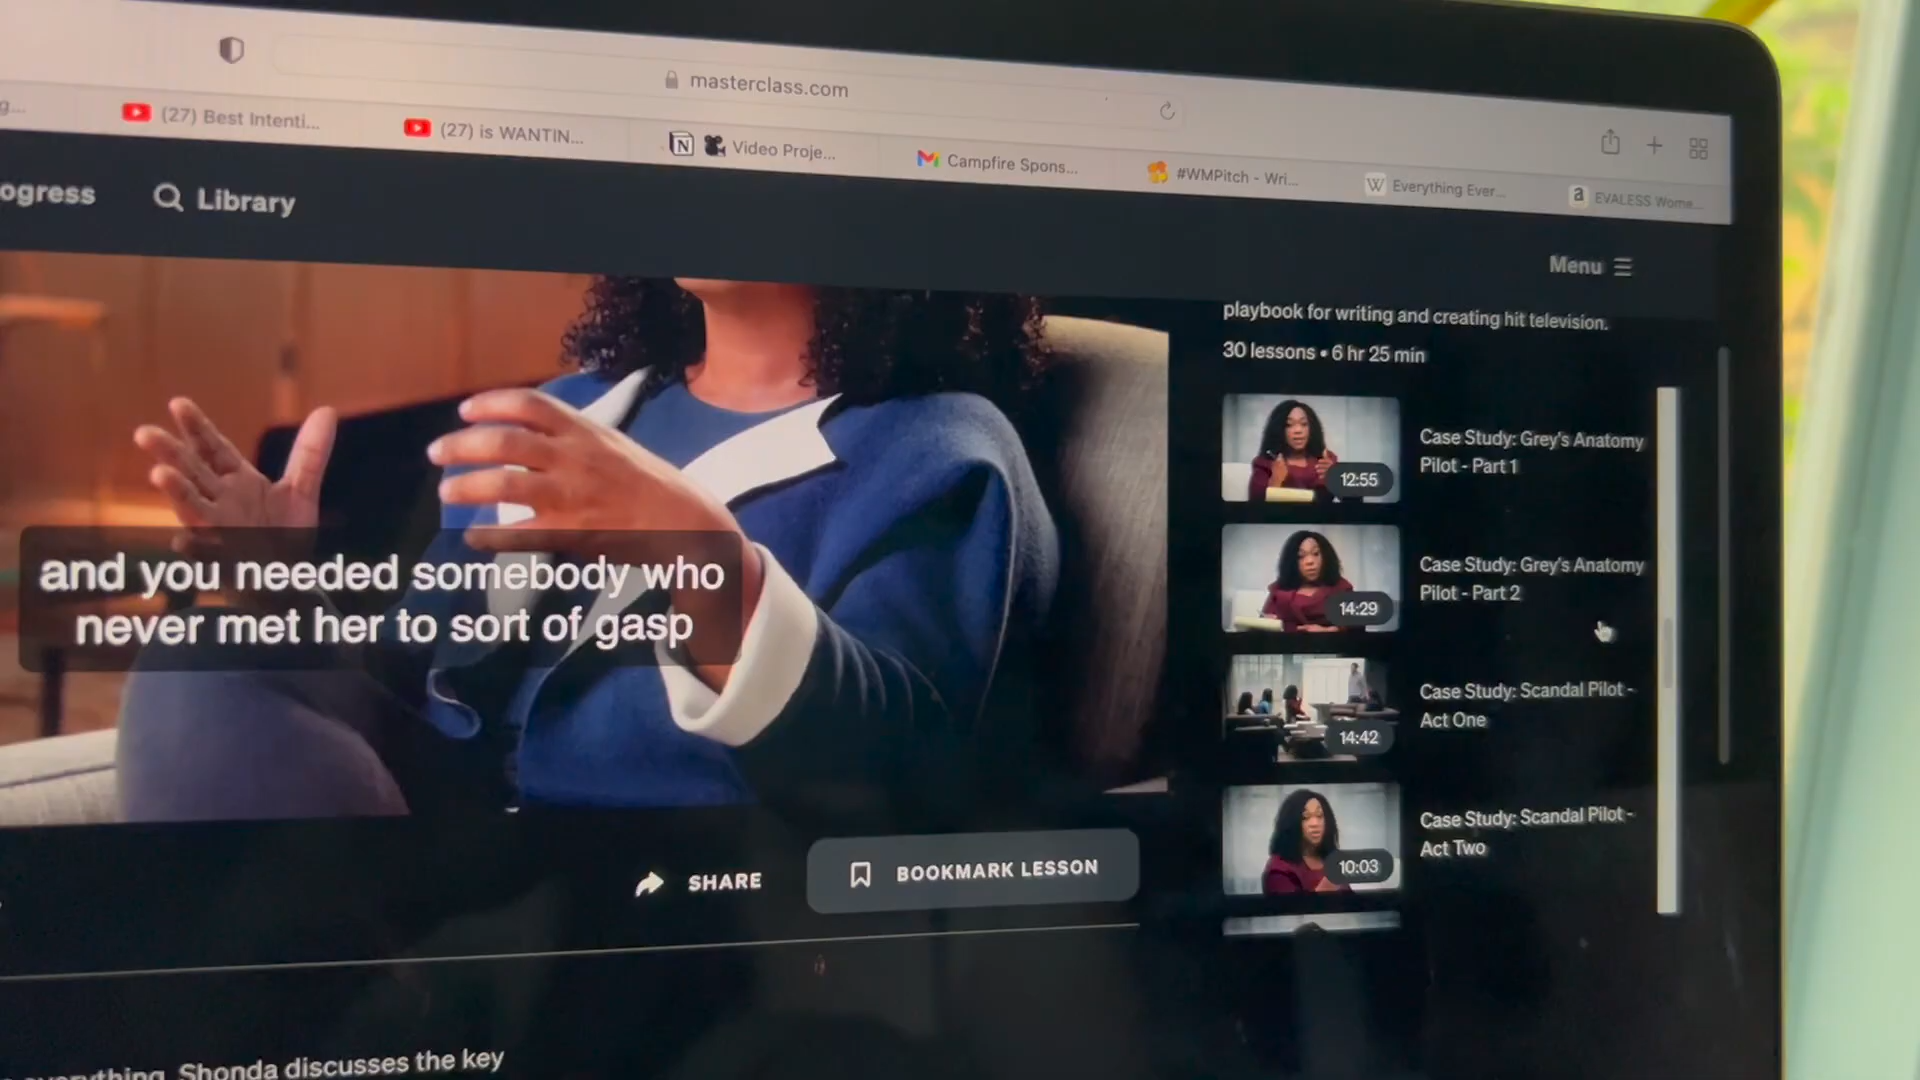 masterclass.com
(27) Best Intenti...
(27) is WANTIN...
Video Proje...
Campfire Spons...
#WMPitch - Wri...
Everything Ever...
EVALESS Wome...
ogress
Library
Menu
playbook for writing and creating hit television.
30 lessons • 6 hr 25 min
Case Study: Grey's Anatomy
Pilot - Part 1
12:55
Case Study: Grey's Anatomy
Pilot - Part 2
14:29
Case Study: Scandal Pilot -
Act One
14:42
Case Study: Scandal Pilot -
Act Two
10:03
and you needed somebody who
never met her to sort of gasp
SHARE
BOOKMARK LESSON
everything, Shonda discusses the key